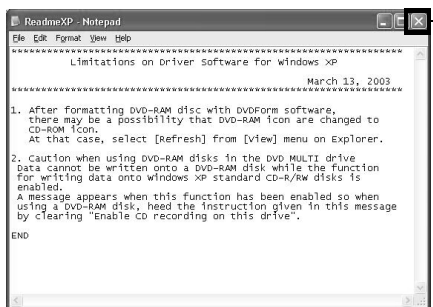 ReadmeXP - Notepad
File Edit Format View Help
************************************************************************
Limitations on Driver Software for Windows XP
March 13, 2003
************************************************************************
1. After formatting DVD-RAM disc with DVDForm software,
there may be a possibility that DVD-RAM icon are changed to
CD-ROM icon.
At that case, select [Refresh] from [View] menu on Explorer.
2. Caution when using DVD-RAM disks in the DVD MULTI drive
Data cannot be written onto a DVD-RAM disk while the function
for writing data onto Windows XP standard CD-R/RW disks is
enabled.
A message appears when this function has been enabled so when
using a DVD-RAM disk, heed the instruction given in this message
by clearing "Enable CD recording on this drive".
END